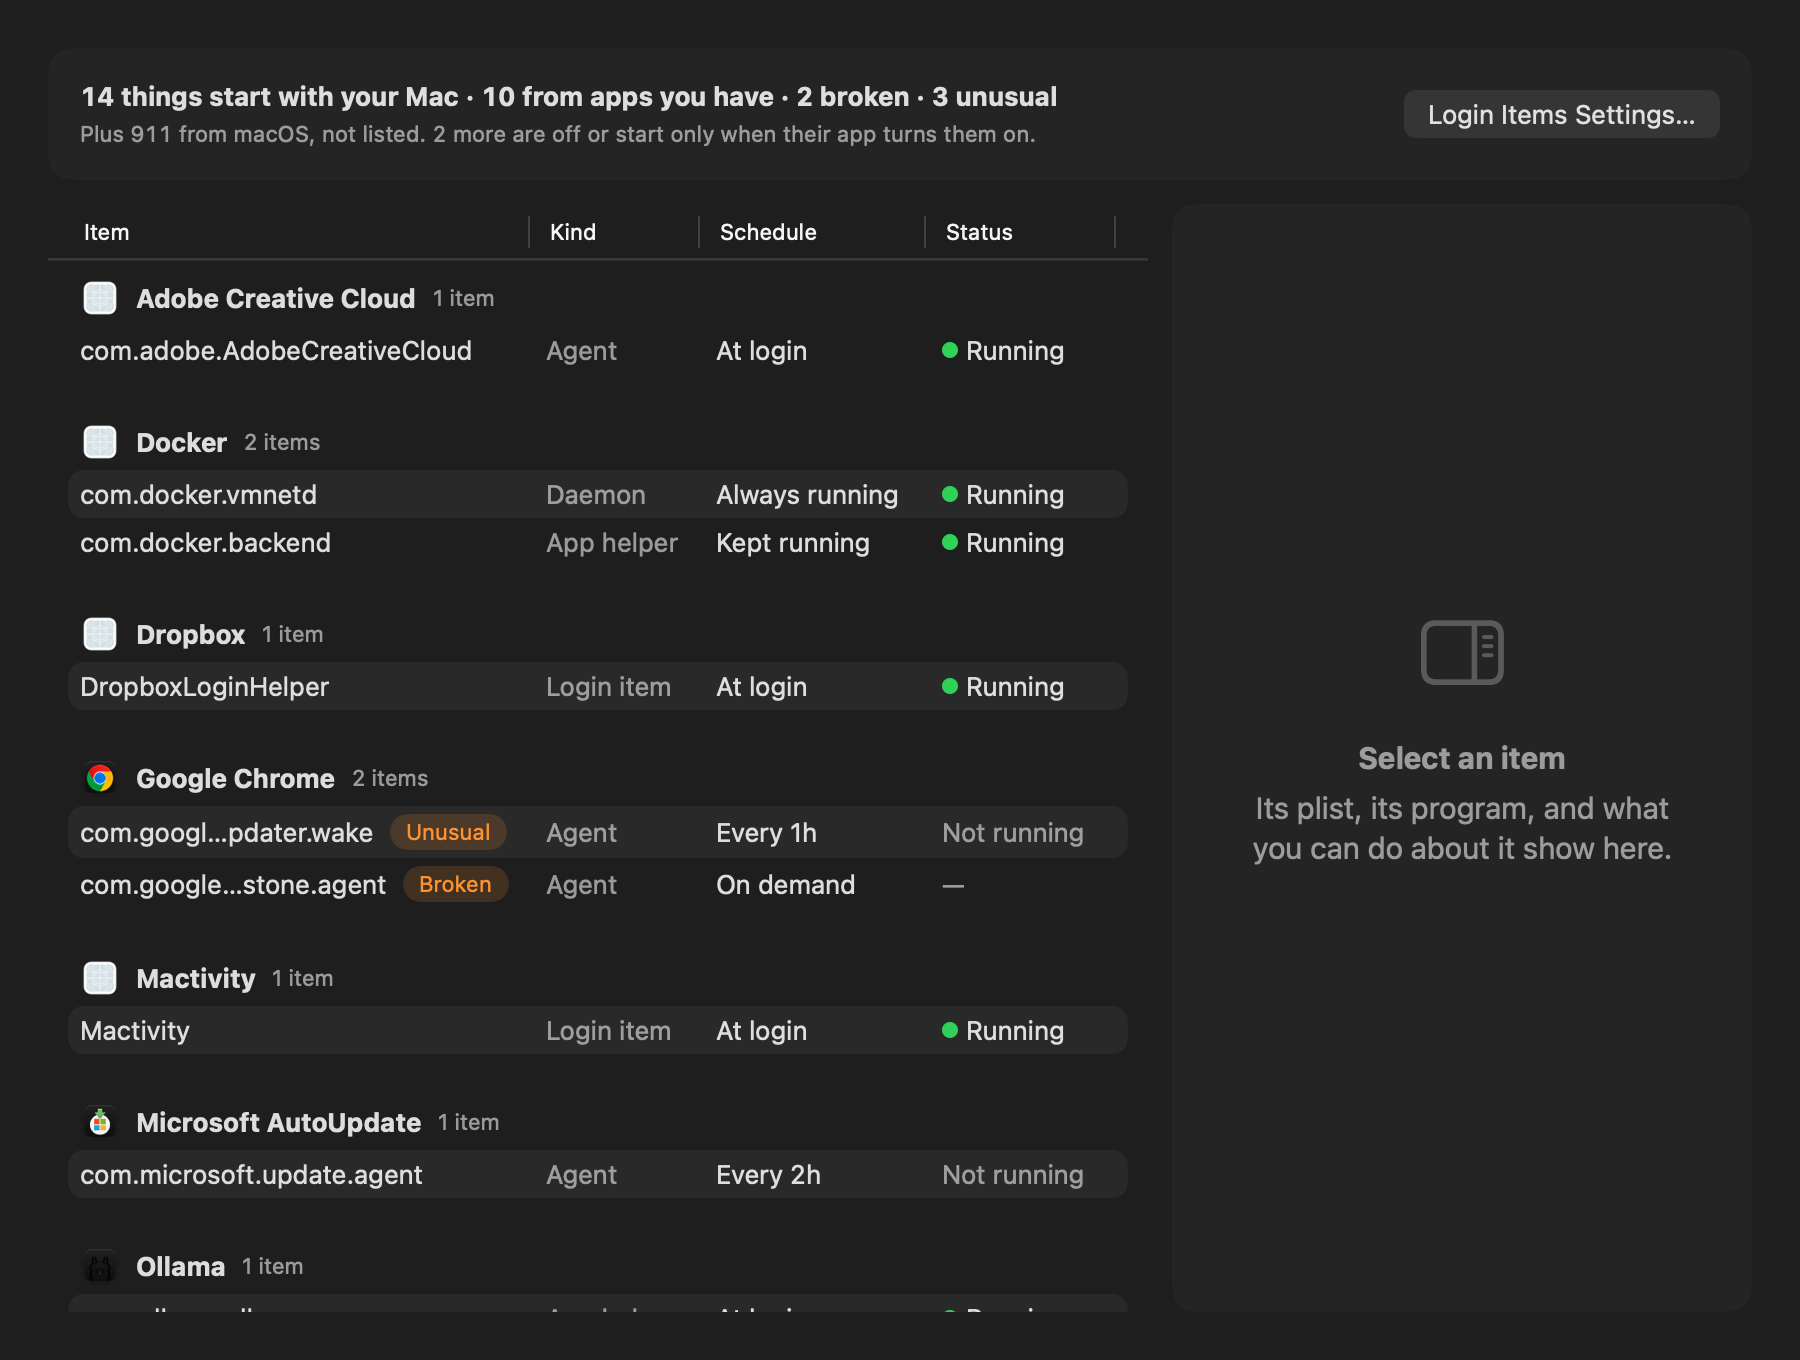 14 things start with your Mac · 10 from apps you have · 2 broken · 3 unusual
Plus 911 from macOS, not listed. 2 more are off or start only when their app turns them on.
Login Items Settings...
Item Kind Schedule Status
Adobe Creative Cloud 1 item
com.adobe.AdobeCreativeCloud Agent At login Running
Docker 2 items
com.docker.vmnetd Daemon Always running Running
com.docker.backend App helper Kept running Running
Dropbox 1 item
DropboxLoginHelper Login item At login Running
Google Chrome 2 items
com.googl...pdater.wake Unusual Agent Every 1h Not running
com.google...stone.agent Broken Agent On demand —
Mactivity 1 item
Mactivity Login item At login Running
Microsoft AutoUpdate 1 item
com.microsoft.update.agent Agent Every 2h Not running
Ollama 1 item
Select an item
Its plist, its program, and what
you can do about it show here.